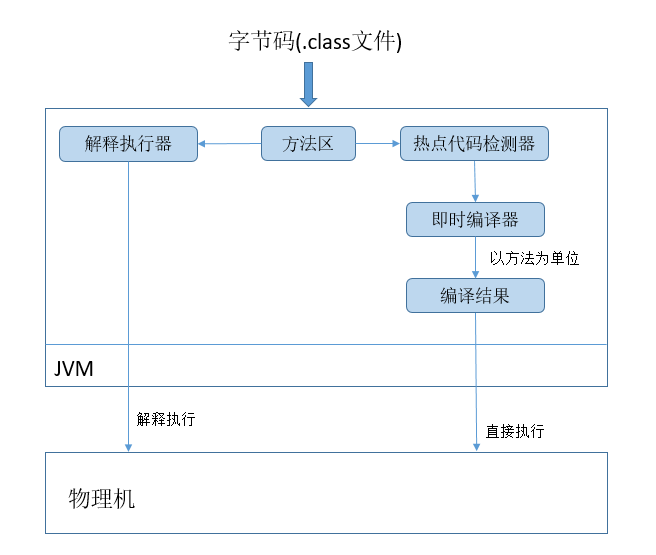 字节码(.class文件)
解释执行器
方法区
热点代码检测器
即时编译器
以方法为单位
编译结果
JVM
解释执行
直接执行
物理机